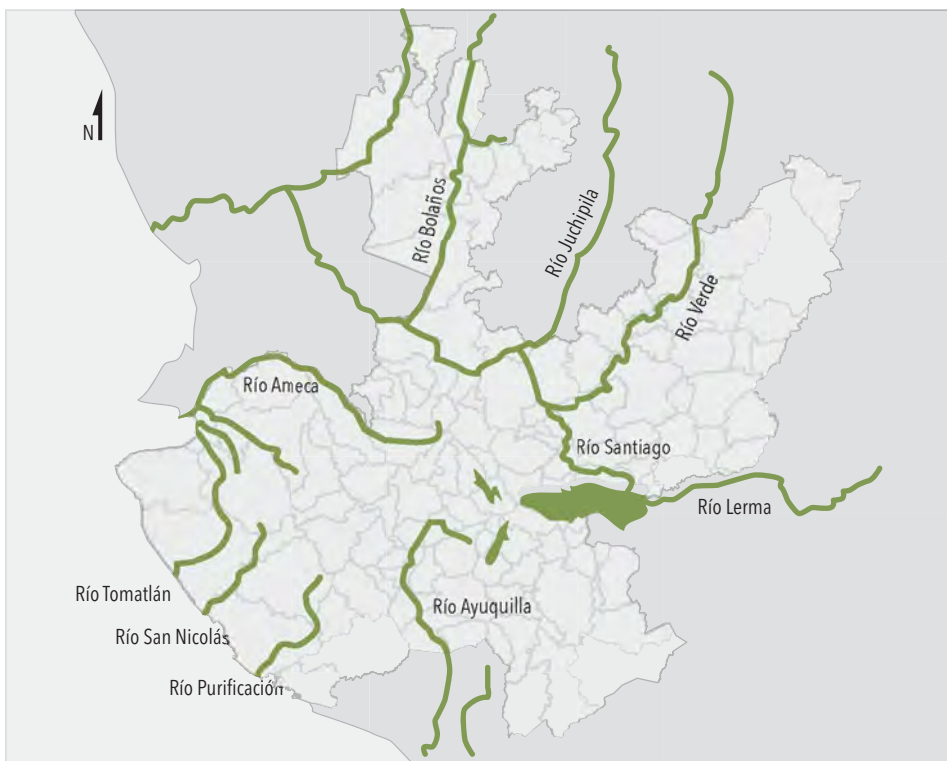 N
Río Bolaños
Río Juchipila
Río Verde
Río Ameca
Río Santiago
Río Lerma
Río Tomatlán
Río Ayuquilla
Río San Nicolás
Río Purificación